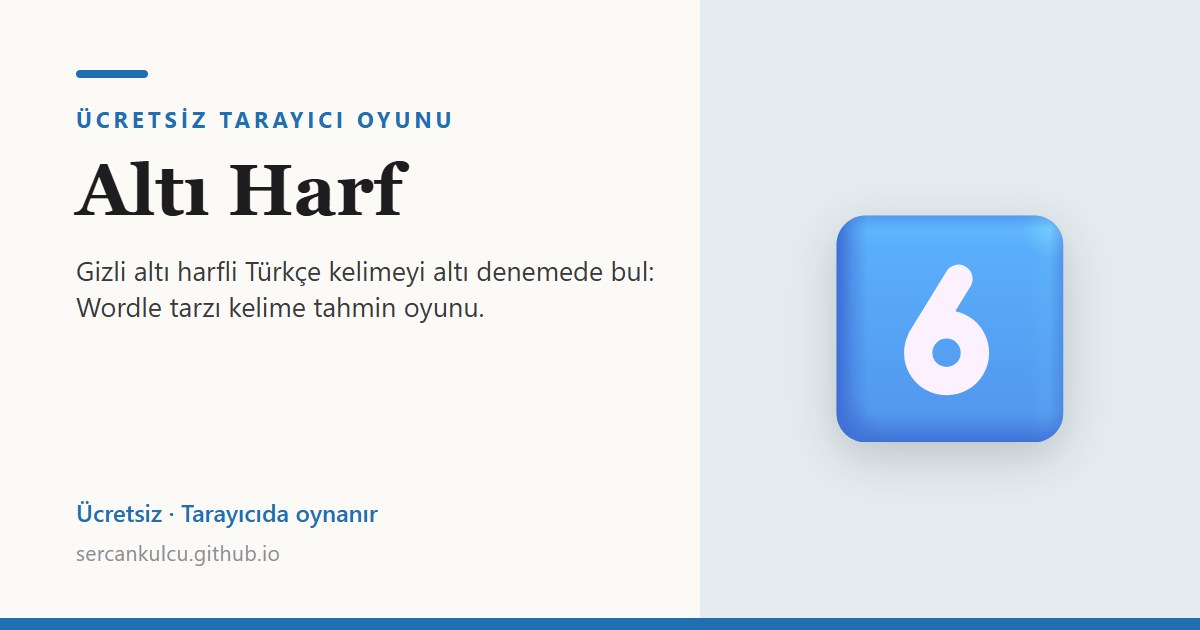 ÜCRETSİZ TARAYICI OYUNU
Altı Harf
Gizli altı harfli Türkçe kelimeyi altı denemede bul:
Wordle tarzı kelime tahmin oyunu.
6
Ücretsiz · Tarayıcıda oynanır
sercankulcu.github.io